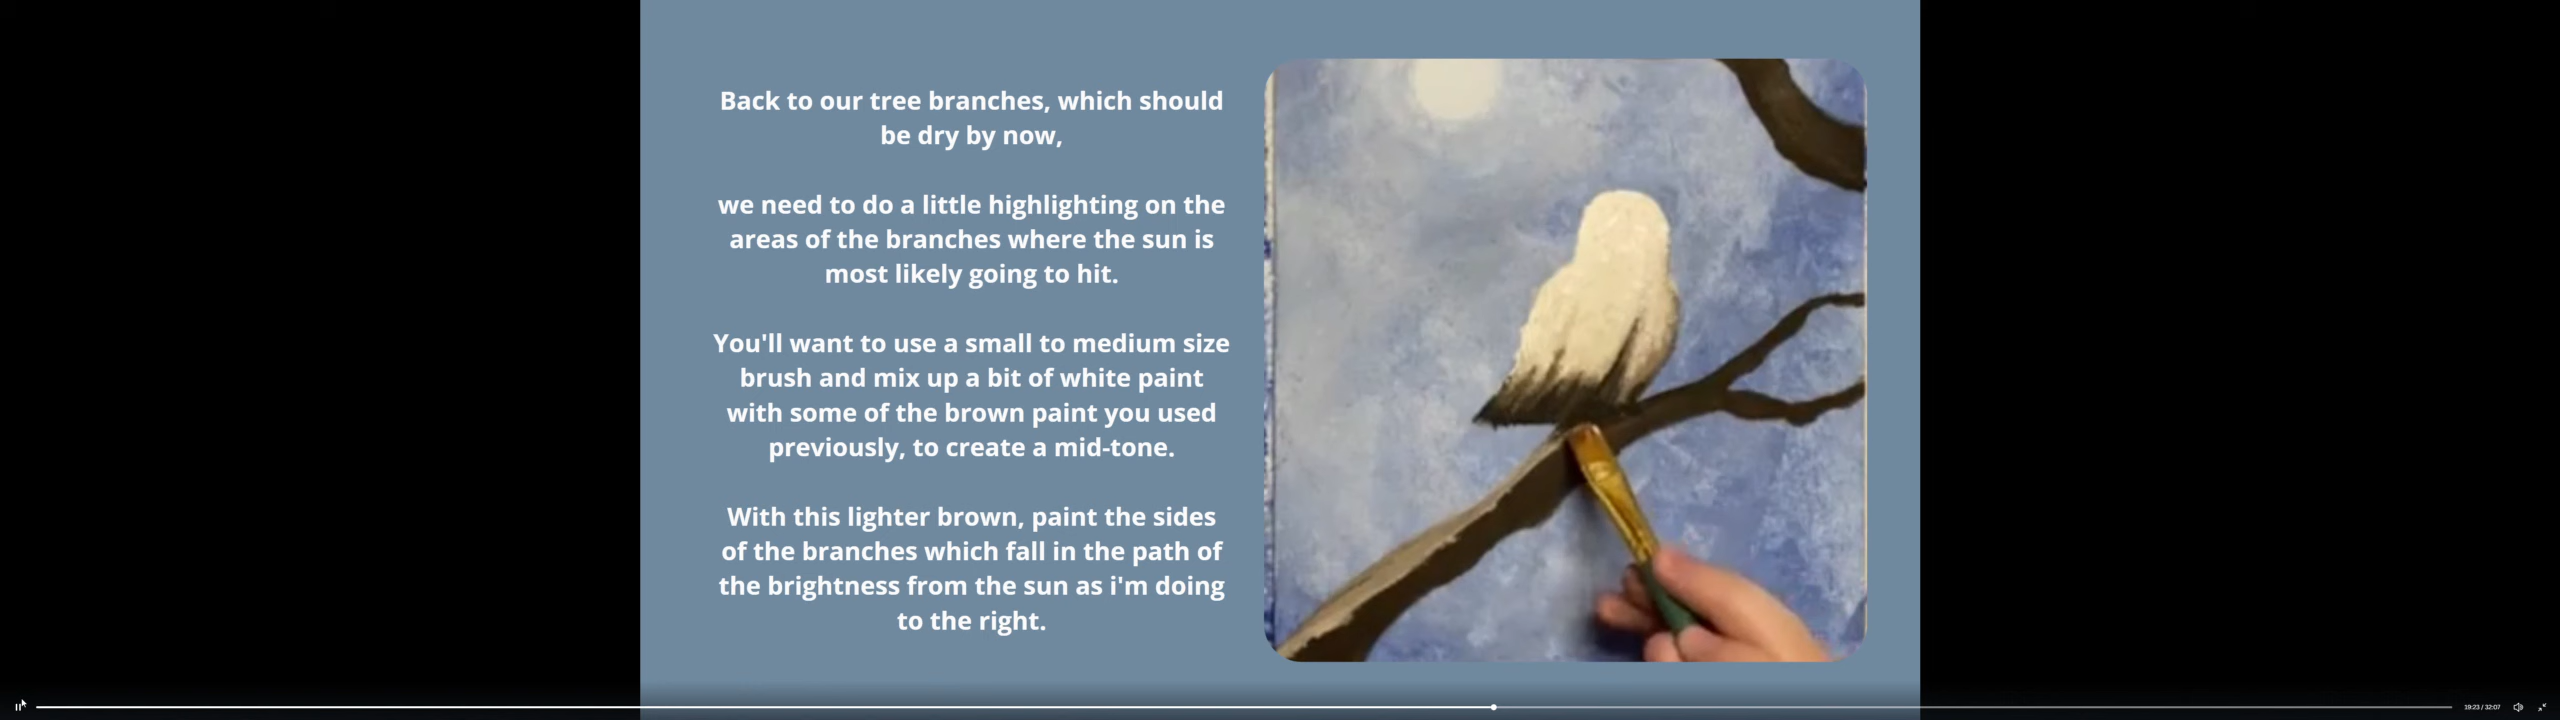 Back to our tree branches, which should
be dry by now,
we need to do a little highlighting on the
areas of the branches where the sun is
most likely going to hit.
You'll want to use a small to medium size
brush and mix up a bit of white paint
with some of the brown paint you used
previously, to create a mid-tone.
With this lighter brown, paint the sides
of the branches which fall in the path of
the brightness from the sun as i'm doing
to the right.
19:23 / 32:07